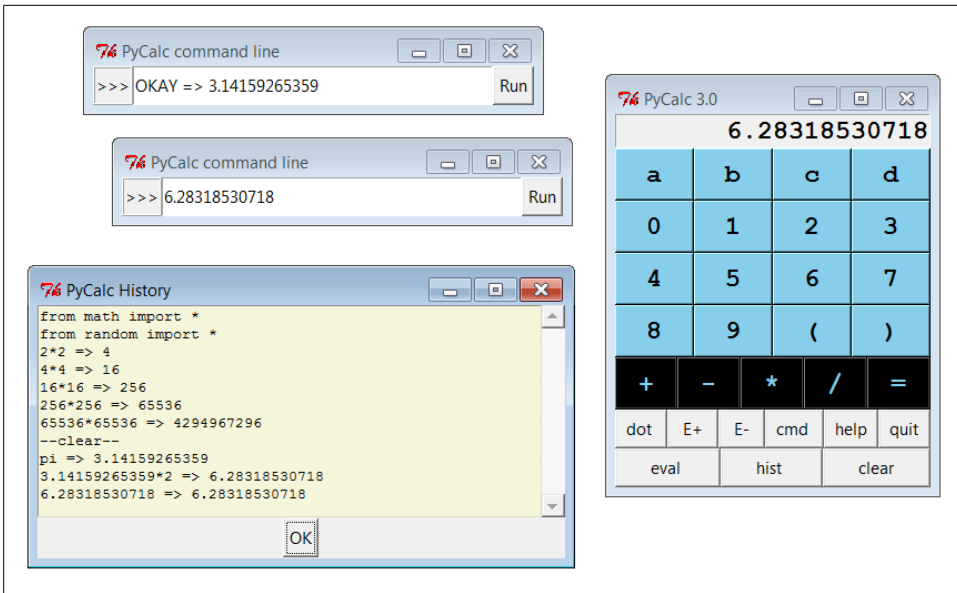 PyCalc command line
>>> OKAY => 3.14159265359 Run
PyCalc command line
>>> 6.28318530718 Run
PyCalc History
from math import *
from random import *
2*2 => 4
4*4 => 16
16*16 => 256
256*256 => 65536
65536*65536 => 4294967296
--clear--
pi => 3.14159265359
3.14159265359*2 => 6.28318530718
6.28318530718 => 6.28318530718
OK
PyCalc 3.0
6.28318530718
a b c d
0 1 2 3
4 5 6 7
8 9 ( )
+ - * / =
dot E+ E- cmd help quit
eval hist clear